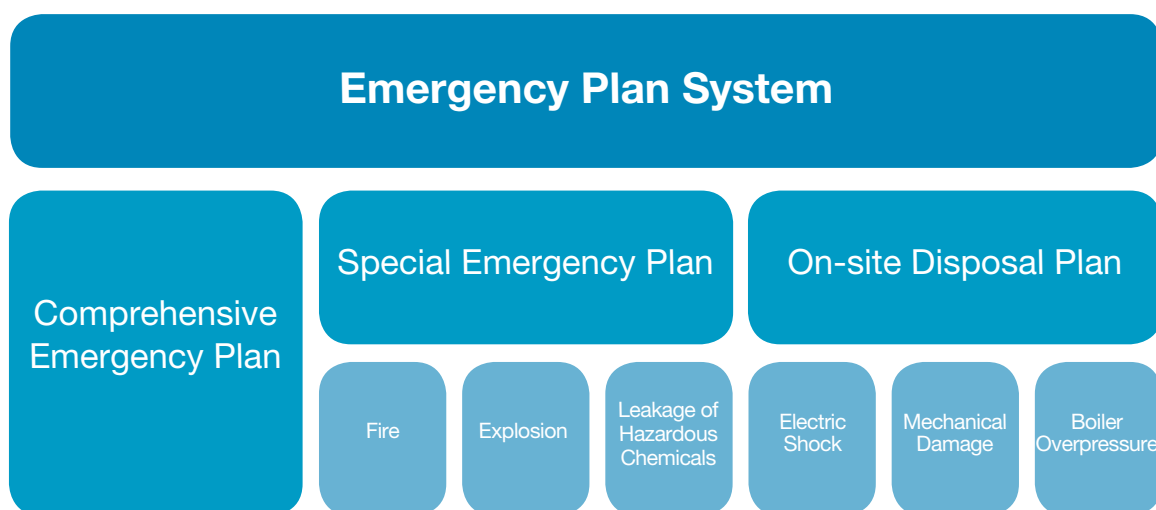 Emergency Plan System
Comprehensive
Emergency Plan
Special Emergency Plan
On-site Disposal Plan
Fire
Explosion
Leakage of
Hazardous
Chemicals
Electric
Shock
Mechanical
Damage
Boiler
Overpressure